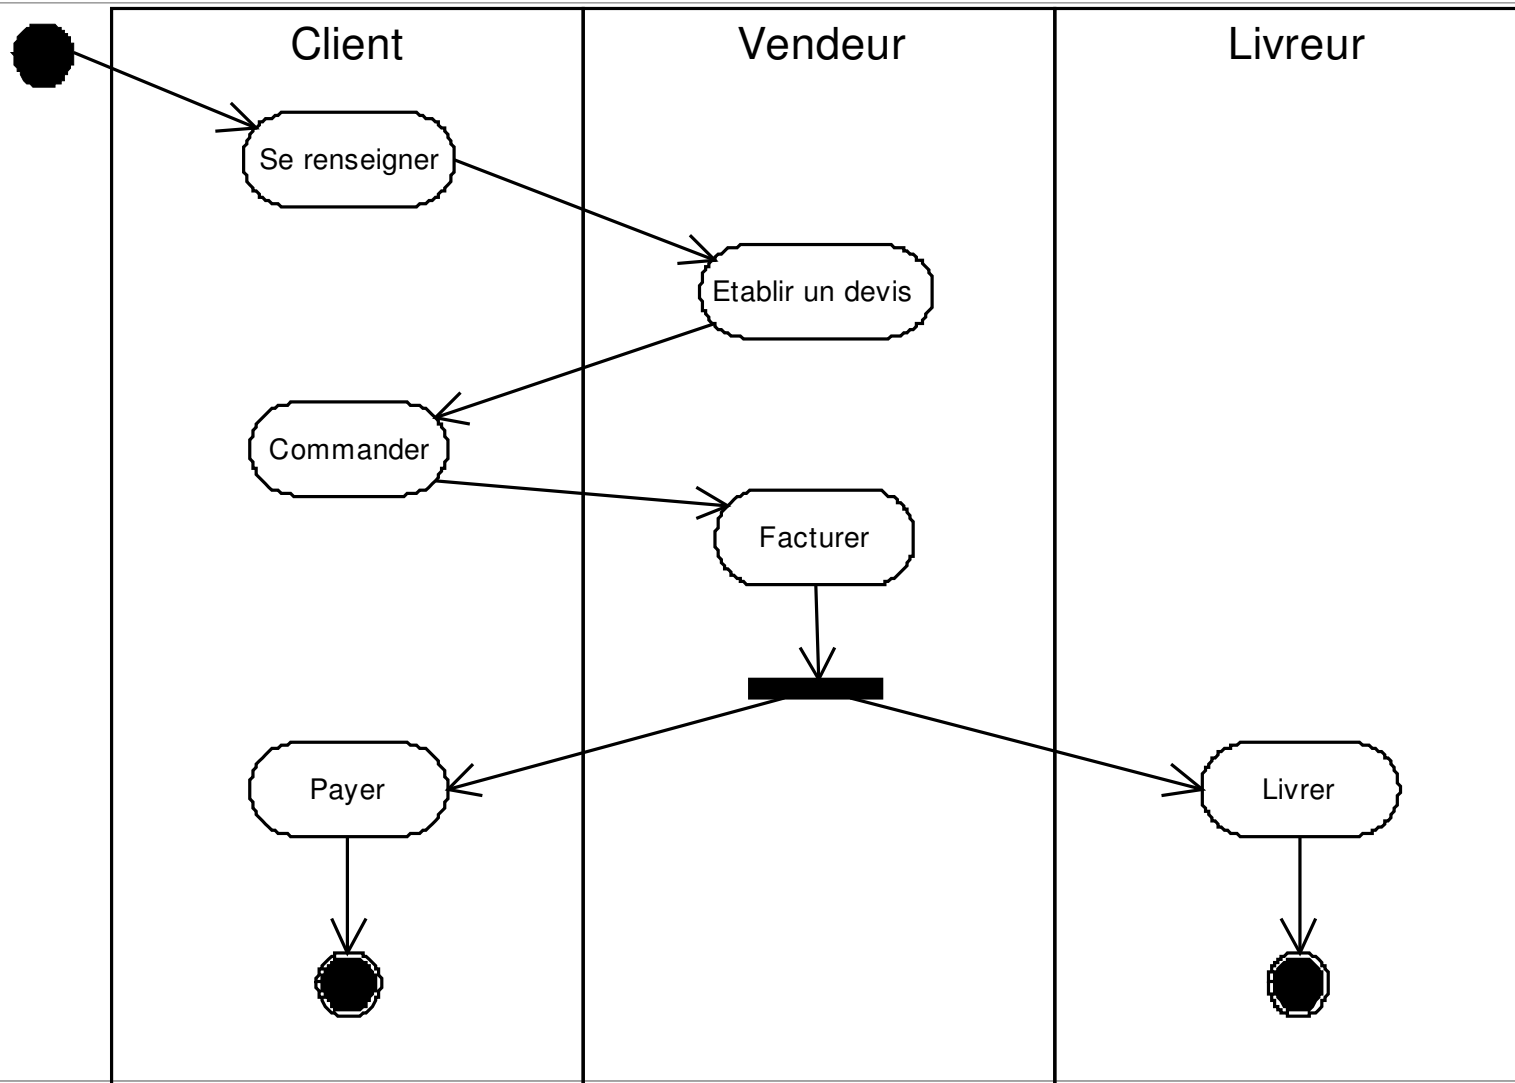 Client
Vendeur
Livreur
Se renseigner
Etablir un devis
Commander
Facturer
Payer
Livrer